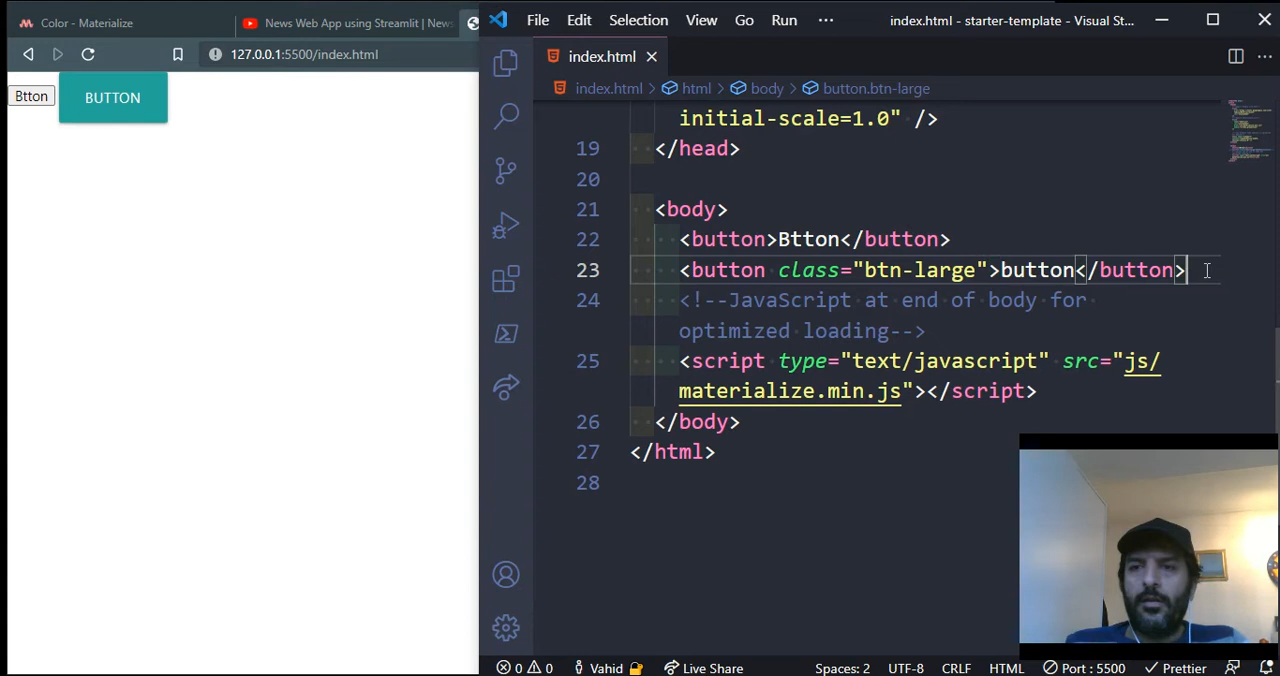 Color - Materialize
News Web App using Streamlit | New
File Edit Selection View Go Run ··· index.html - starter-template - Visual St...
127.0.0.1:5500/index.html
index.html
index.html > html > body > button.btn-large
Btton
BUTTON
initial-scale=1.0" />
19 </head>
20
21 <body>
22 <button>Btton</button>
23 <button class="btn-large">button</button>
24 <!--JavaScript at end of body for
optimized loading-->
25 <script type="text/javascript" src="js/
materialize.min.js"></script>
26 </body>
27 </html>
28
0 0 Vahid Live Share Spaces: 2 UTF-8 CRLF HTML Port : 5500 Prettier